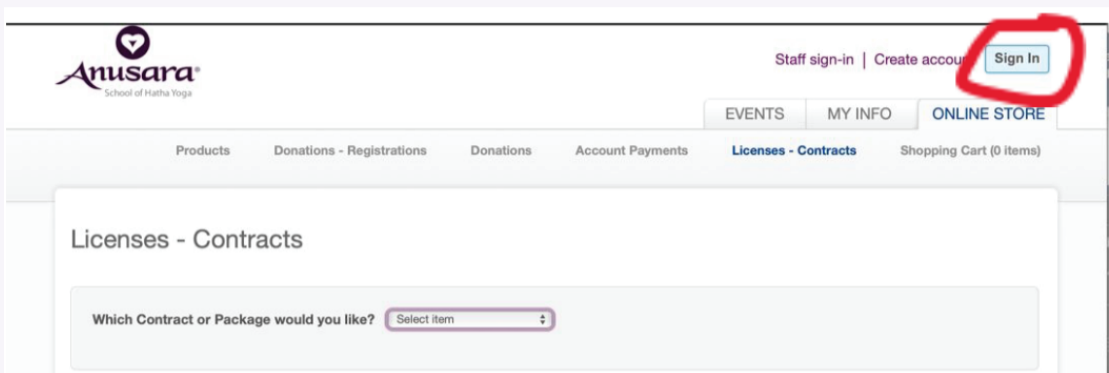 Anusara®
School of Hatha Yoga
Staff sign-in | Create accou Sign In
EVENTS MY INFO ONLINE STORE
Products Donations - Registrations Donations Account Payments Licenses - Contracts Shopping Cart (0 items)
Licenses - Contracts
Which Contract or Package would you like? Select item